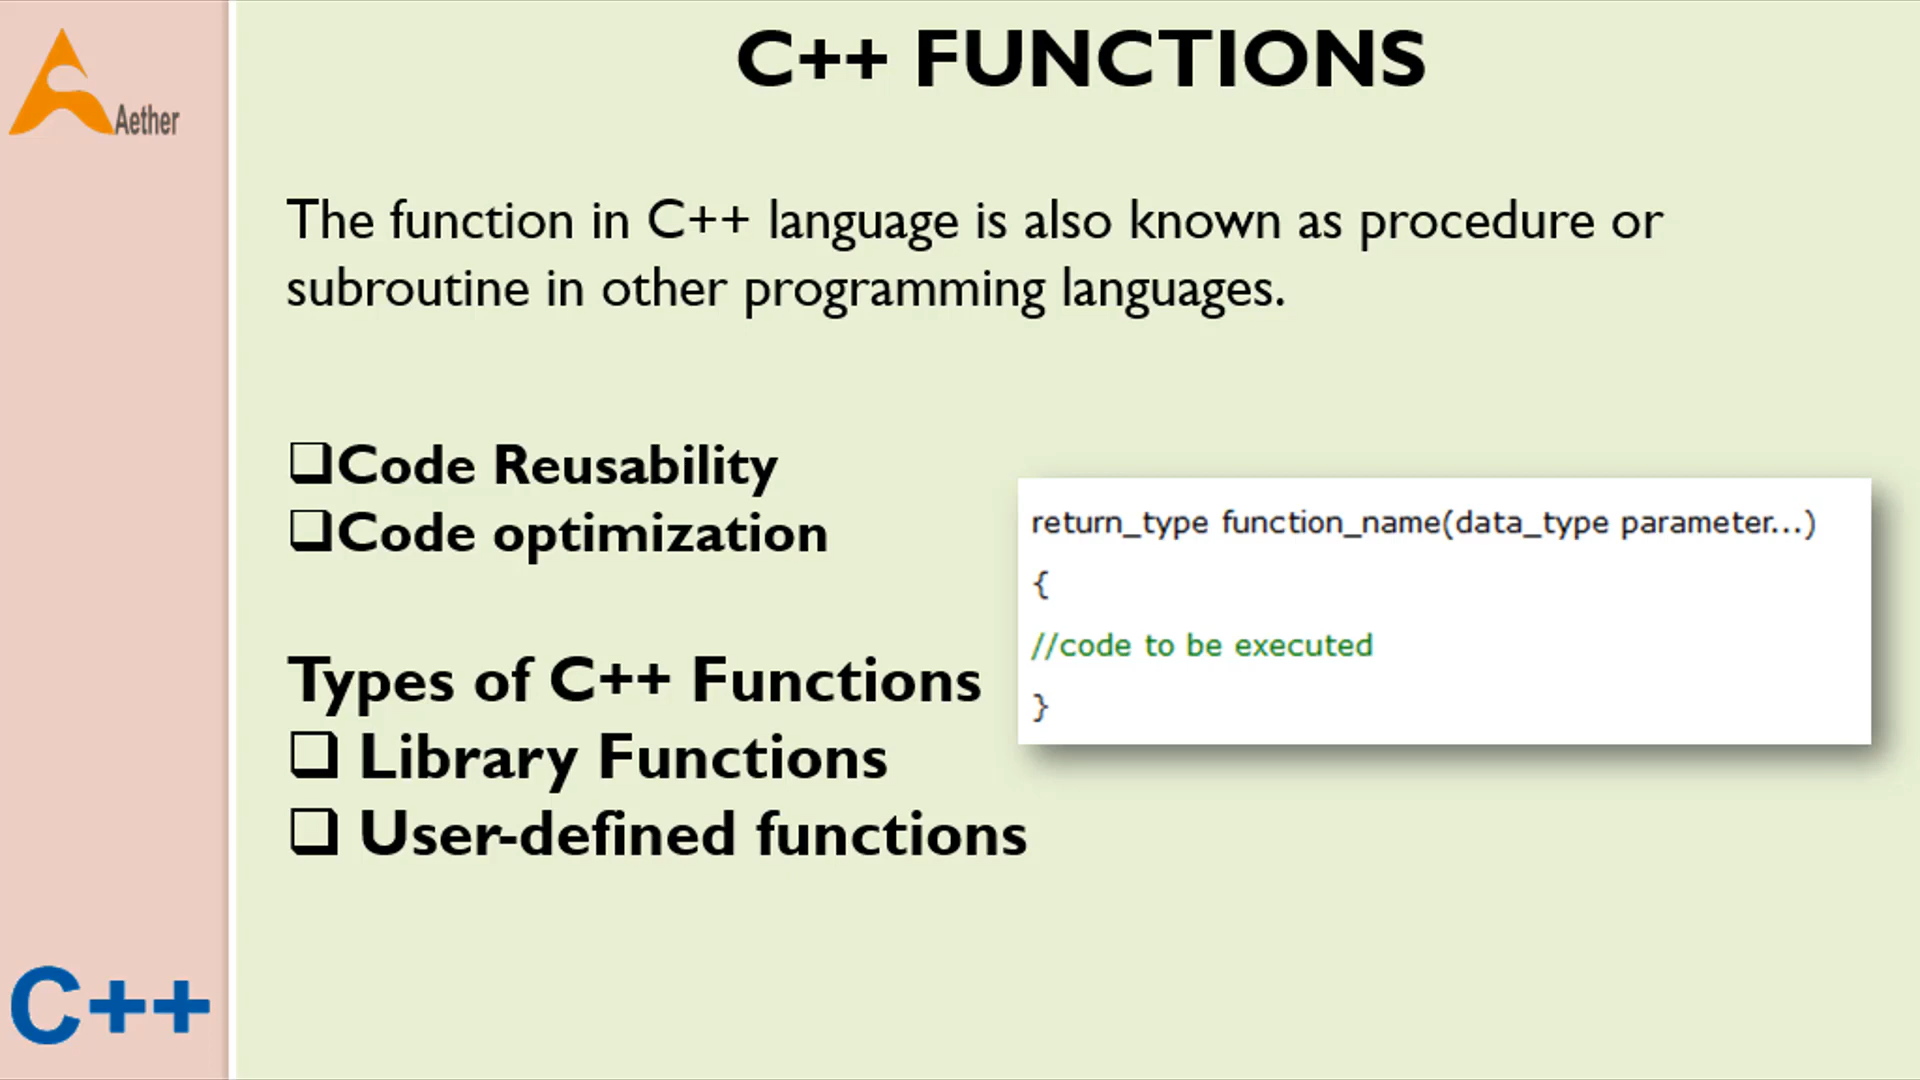 C++ FUNCTIONS
Aether
The function in C++ language is also known as procedure or
subroutine in other programming languages.
❑Code Reusability
❑Code optimization
return_type function_name(data_type parameter...)
{
//code to be executed
}
Types of C++ Functions
❑ Library Functions
❑ User-defined functions
C++